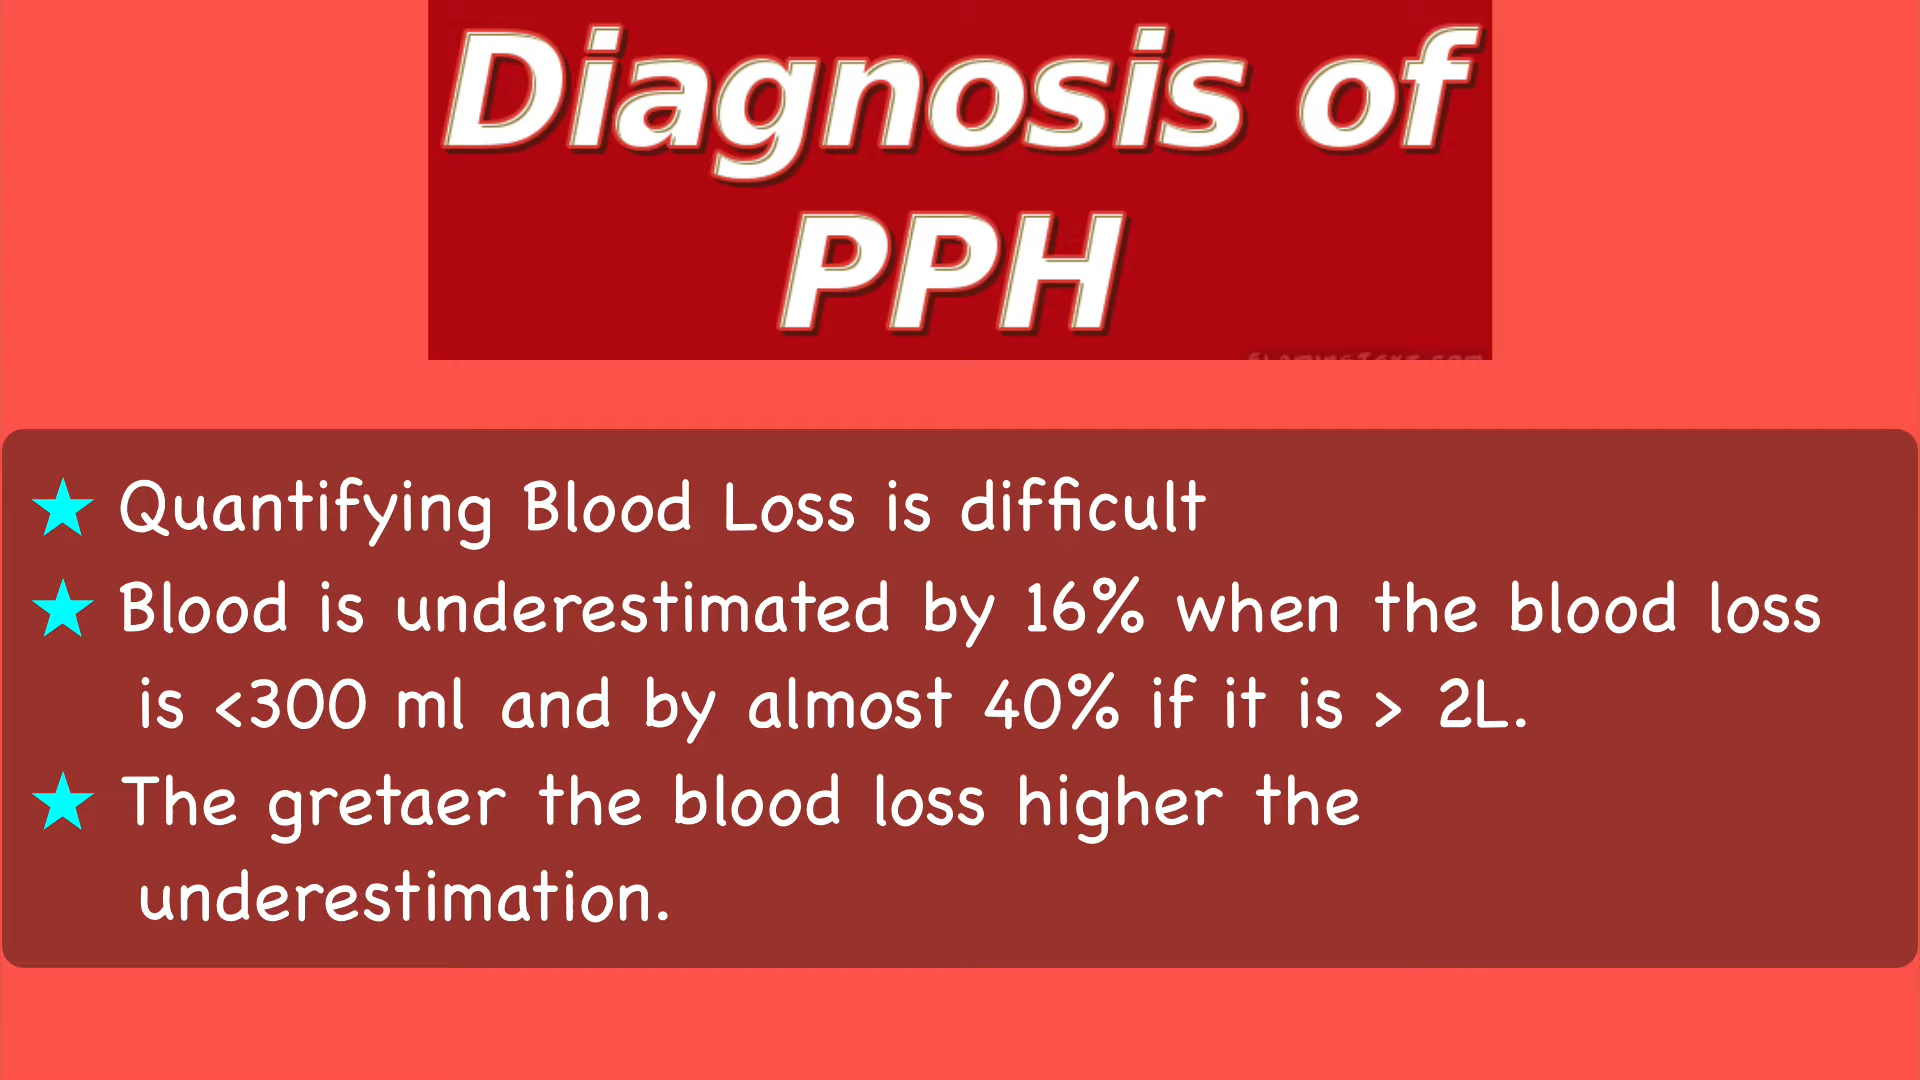 Diagnosis of
PPH
Quantifying Blood Loss is difficult
Blood is underestimated by 16% when the blood loss
is <300 ml and by almost 40% if it is > 2L.
The gretaer the blood loss higher the
underestimation.